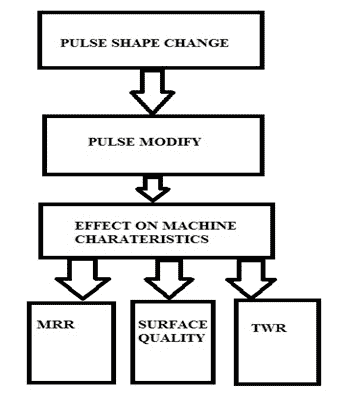 PULSE SHAPE CHANGE
PULSE MODIFY
EFFECT ON MACHINE
CHARATERISTICS
MRR
SURFACE
QUALITY
TWR